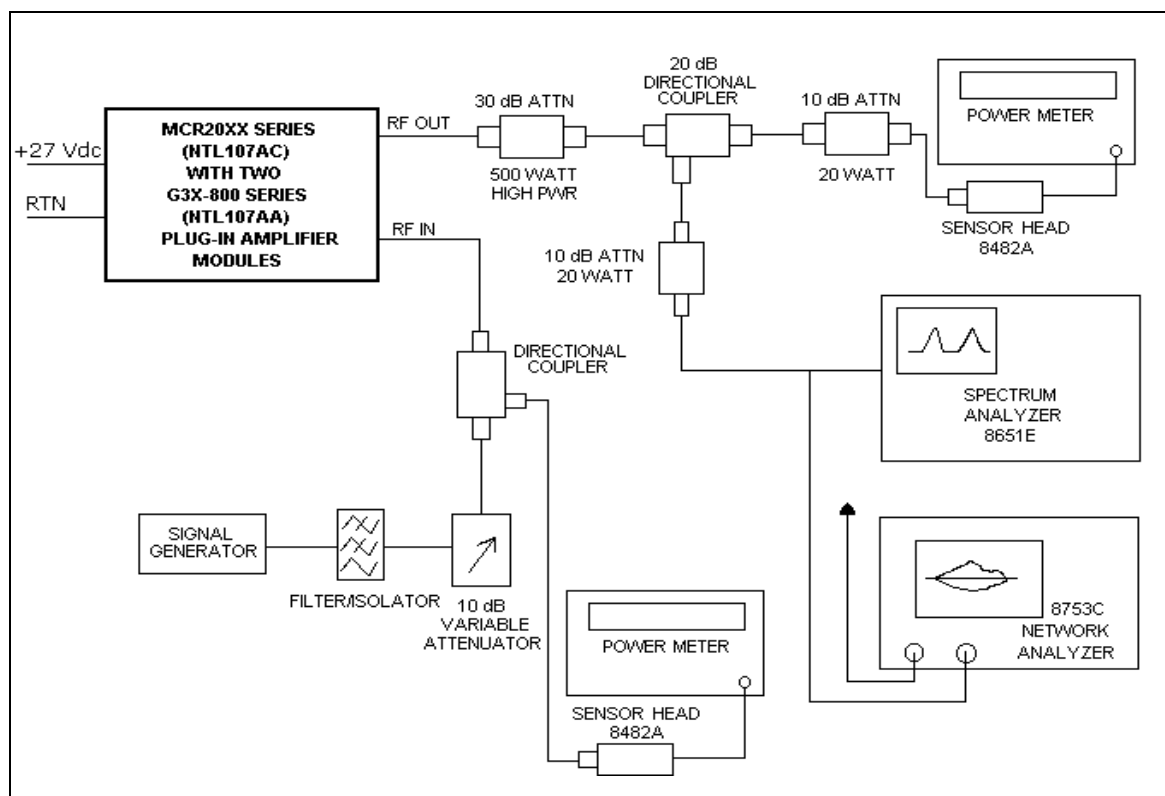 +27 Vdc
RTN
MCR20XX SERIES
(NTL107AC)
WITH TWO
G3X-800 SERIES
(NTL107AA)
PLUG-IN AMPLIFIER
MODULES
RF OUT
RF IN
30 dB ATTN
500 WATT
HIGH PWR
20 dB
DIRECTIONAL
COUPLER
10 dB ATTN
20 WATT
POWER METER
SENSOR HEAD
8482A
10 dB ATTN
20 WATT
DIRECTIONAL
COUPLER
SPECTRUM
ANALYZER
8651E
SIGNAL
GENERATOR
FILTER/ISOLATOR
10 dB
VARIABLE
ATTENUATOR
POWER METER
SENSOR HEAD
8482A
8753C
NETWORK
ANALYZER